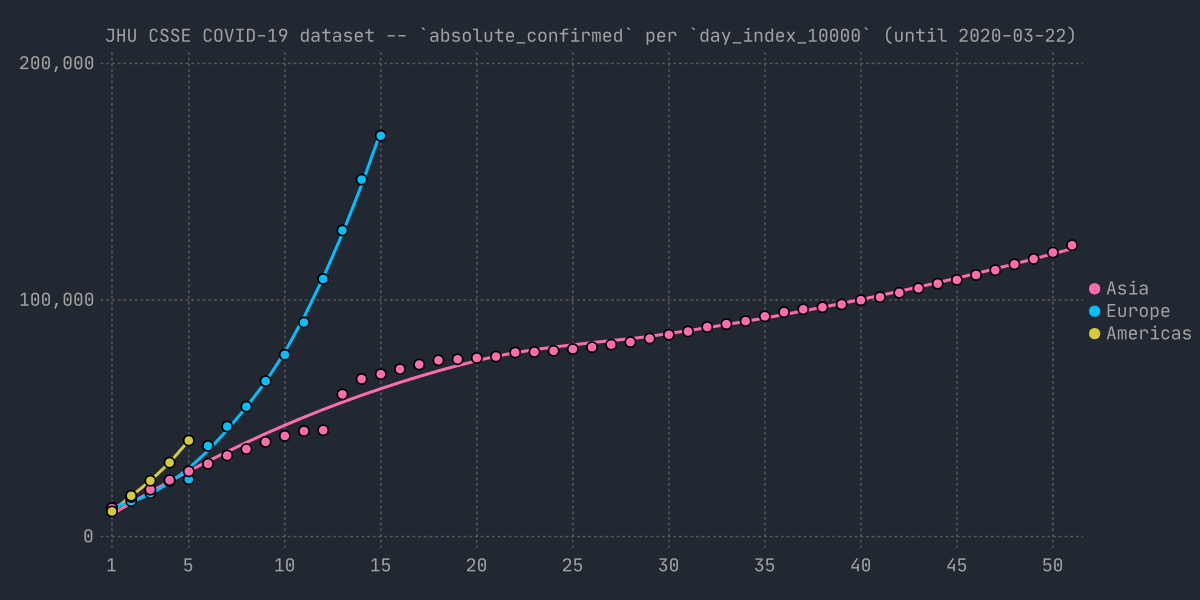 JHU CSSE COVID-19 dataset -- `absolute_confirmed` per `day_index_10000` (until 2020-03-22)
200,000
100,000
0
1 5 10 15 20 25 30 35 40 45 50
Asia
Europe
Americas